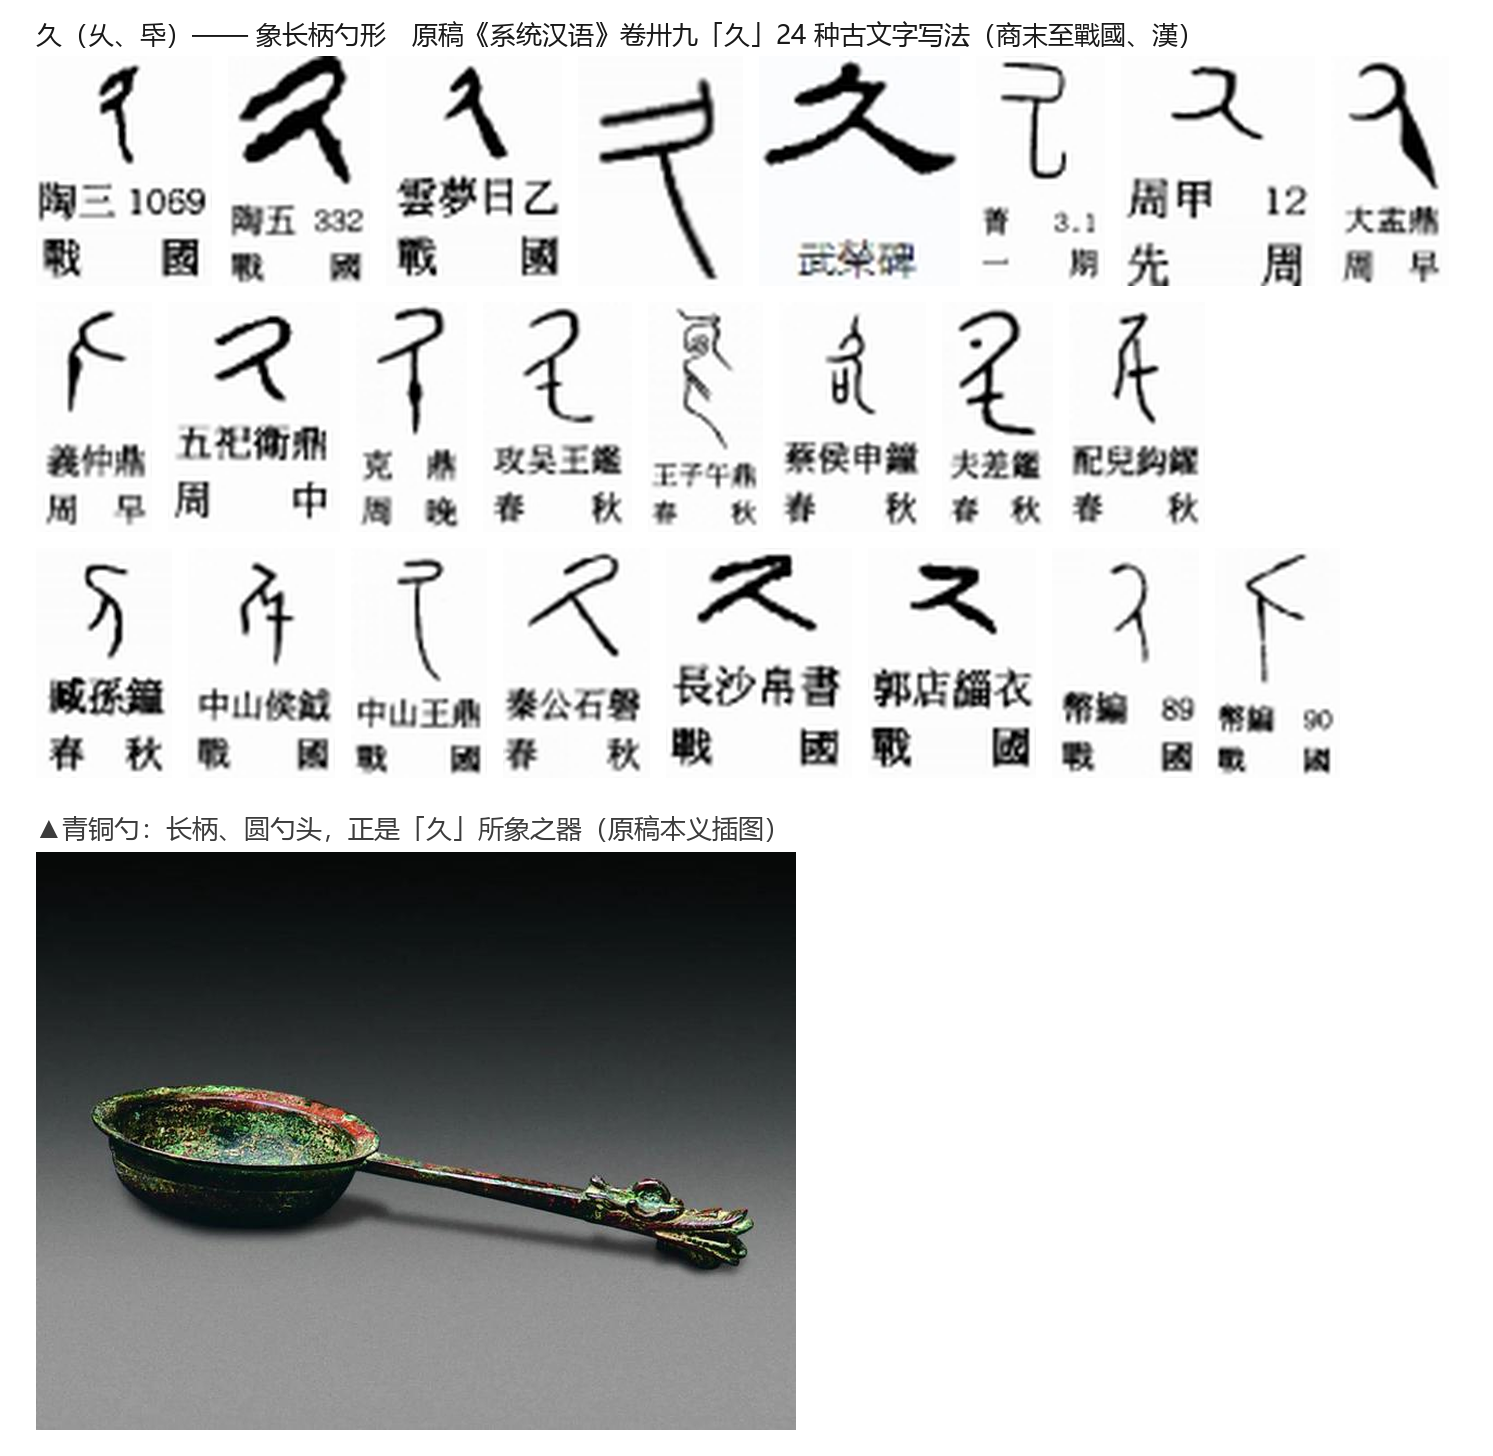 久（乆、氒）—— 象长柄勺形　原稿《系统汉语》卷卅九「久」24 种古文字写法（商末至戰國、漢）
陶三 1069 陶五 332 雲夢日乙 武榮碑 菁 3.1 周甲 12 大盂鼎
戰國 戰國 戰國 一期 先周 周早
義仲鼎 五祀衛鼎 克鼎 攻吴王鑑 王子午鼎 蔡侯申鐘 夫差鑑 配兒鉤鑃
周早 周中 周晚 春秋 春秋 春秋 春秋 春秋
臧孫鐘 中山侯鉞 中山王鼎 秦公石磬 長沙帛書 郭店緇衣 幣編 89 幣編 90
春秋 戰國 戰國 春秋 戰國 戰國 戰國 戰國
▲青铜勺：长柄、圆勺头，正是「久」所象之器（原稿本义插图）